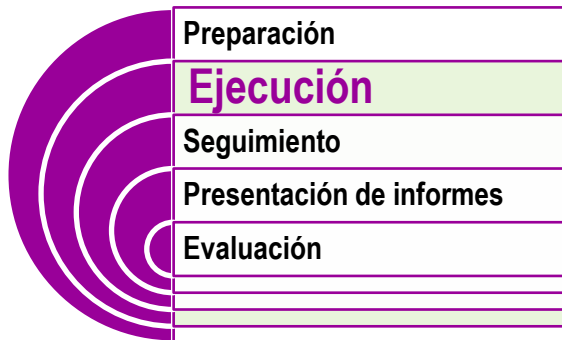 Preparación
Ejecución
Seguimiento
Presentación de informes
Evaluación